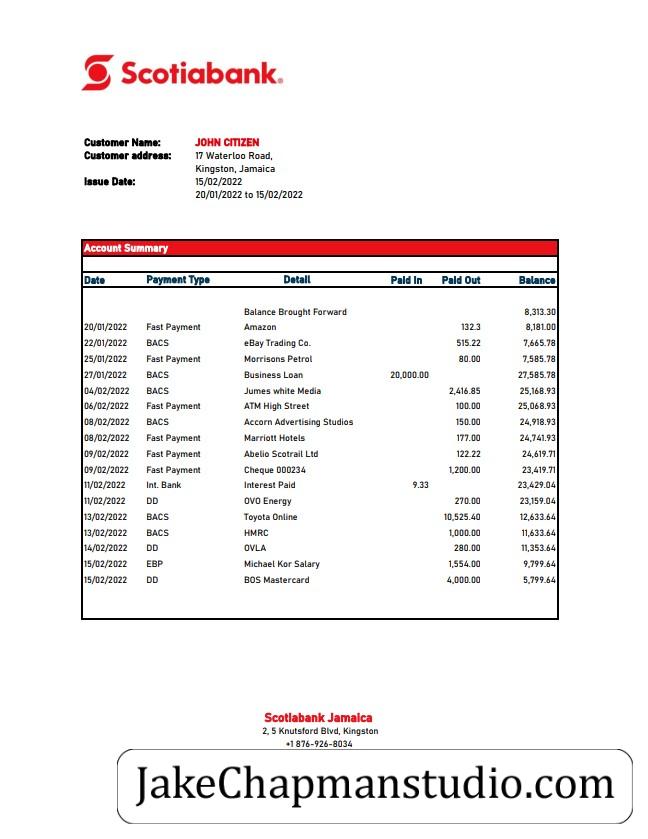 Scotiabank®
Customer Name: JOHN CITIZEN
Customer address: 17 Waterloo Road,
Kingston, Jamaica
Issue Date: 15/02/2022
20/01/2022 to 15/02/2022
Account Summary
Date Payment Type Detail Paid In Paid Out Balance
Balance Brought Forward 8,313.30
20/01/2022 Fast Payment Amazon 132.3 8,181.00
22/01/2022 BACS eBay Trading Co. 515.22 7,665.78
25/01/2022 Fast Payment Morrisons Petrol 80.00 7,585.78
27/01/2022 BACS Business Loan 20,000.00 27,585.78
04/02/2022 BACS Jumes white Media 2,416.85 25,168.93
06/02/2022 Fast Payment ATM High Street 100.00 25,068.93
08/02/2022 BACS Accorn Advertising Studios 150.00 24,918.93
08/02/2022 Fast Payment Marriott Hotels 177.00 24,741.93
09/02/2022 Fast Payment Abelio Scotrail Ltd 122.22 24,619.71
09/02/2022 Fast Payment Cheque 000234 1,200.00 23,419.71
11/02/2022 Int. Bank Interest Paid 9.33 23,429.04
11/02/2022 DD OVO Energy 270.00 23,159.04
13/02/2022 BACS Toyota Online 10,525.40 12,633.64
13/02/2022 BACS HMRC 1,000.00 11,633.64
14/02/2022 DD OVLA 280.00 11,353.64
15/02/2022 EBP Michael Kor Salary 1,554.00 9,799.64
15/02/2022 DD BOS Mastercard 4,000.00 5,799.64
Scotiabank Jamaica
2, 5 Knutsford Blvd, Kingston
+1 876-926-8034
JakeChapmanstudio.com